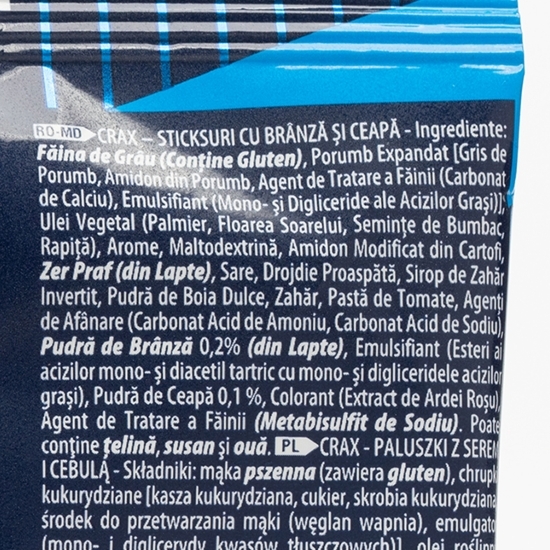 RO-MD CRAX – STICKSURI CU BRÂNZĂ ȘI CEAPĂ - Ingrediente:
Făina de Grâu (Conține Gluten), Porumb Expandat [Gris de
Porumb, Amidon din Porumb, Agent de Tratare a Făinii (Carbonat
de Calciu), Emulsifiant (Mono- și Digliceride ale Acizilor Grași)],
Ulei Vegetal (Palmier, Floarea Soarelui, Semințe de Bumbac,
Rapiță), Arome, Maltodextrină, Amidon Modificat din Cartofi,
Zer Praf (din Lapte), Sare, Drojdie Proaspătă, Sirop de Zahăr
Invertit, Pudră de Boia Dulce, Zahăr, Pastă de Tomate, Agenți
de Afânare (Carbonat Acid de Amoniu, Carbonat Acid de Sodiu),
Pudră de Brânză 0,2% (din Lapte), Emulsifiant (Esteri ai
acizilor mono- și diacetil tartric cu mono- și digliceridele acizilor
grași), Pudră de Ceapă 0,1 %, Colorant (Extract de Ardei Roșu),
Agent de Tratare a Făinii (Metabisulfit de Sodiu). Poate
conține țelină, susan și ouă. PL CRAX - PALUSZKI Z SEREM
I CEBULĄ - Składniki: mąka pszenna (zawiera gluten), chrupki
kukurydziane [kasza kukurydziana, cukier, skrobia kukurydziana,
środek do przetwarzania mąki (węglan wapnia), emulgator
(mono- i diglicerydy kwasów tłuszczowych)], olej roślinny